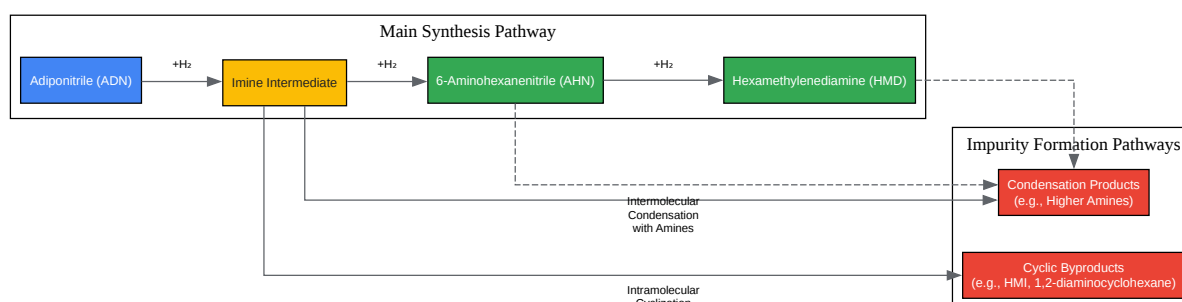 Main Synthesis Pathway
Adiponitrile (ADN)
+H₂
Imine Intermediate
+H₂
6-Aminohexanenitrile (AHN)
+H₂
Hexamethylenediamine (HMD)
Impurity Formation Pathways
Condensation Products
(e.g., Higher Amines)
Intermolecular
Condensation
with Amines
Cyclic Byproducts
(e.g., HMI, 1,2-diaminocyclohexane)
Intramolecular
Cyclization